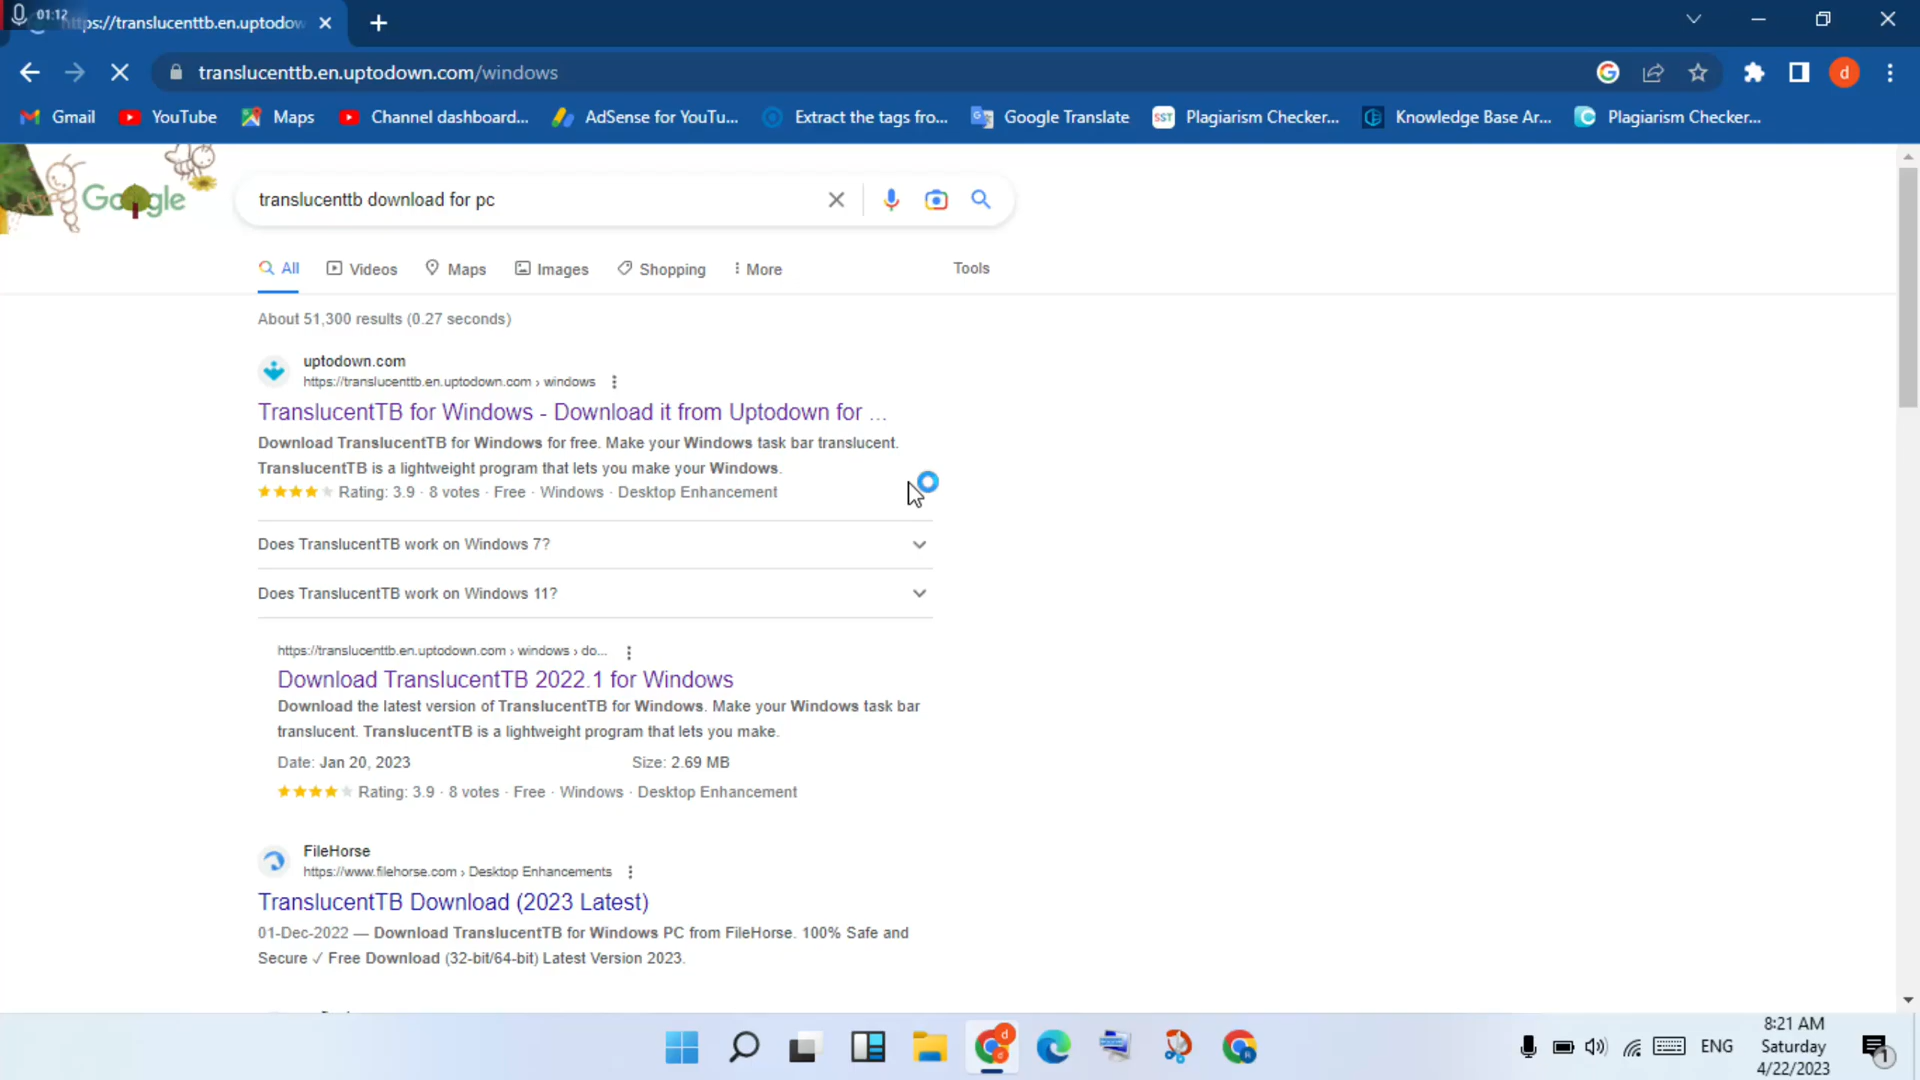 01:12
https://translucenttb.en.uptodow
translucenttb.en.uptodown.com/windows
d
Gmail
YouTube
Maps
Channel dashboard...
AdSense for YouTu...
Extract the tags from...
Google Translate
SST
Plagiarism Checker...
Knowledge Base Ar...
Plagiarism Checker...
Google
translucenttb download for pc
All
Videos
Maps
Images
Shopping
More
Tools
About 51,300 results (0.27 seconds)
uptodown.com
https://translucenttb.en.uptodown.com › windows
TranslucentTB for Windows - Download it from Uptodown for ...
Download TranslucentTB for Windows for free. Make your Windows task bar translucent.
TranslucentTB is a lightweight program that lets you make your Windows.
Rating: 3.9 · 8 votes · Free · Windows · Desktop Enhancement
Does TranslucentTB work on Windows 7?
Does TranslucentTB work on Windows 11?
https://translucenttb.en.uptodown.com › windows › do...
Download TranslucentTB 2022.1 for Windows
Download the latest version of TranslucentTB for Windows. Make your Windows task bar
translucent. TranslucentTB is a lightweight program that lets you make.
Date: Jan 20, 2023
Size: 2.69 MB
Rating: 3.9 · 8 votes · Free · Windows · Desktop Enhancement
FileHorse
https://www.filehorse.com › Desktop Enhancements
TranslucentTB Download (2023 Latest)
01-Dec-2022 — Download TranslucentTB for Windows PC from FileHorse. 100% Safe and
Secure ✓ Free Download (32-bit/64-bit) Latest Version 2023.
ENG
8:21 AM
Saturday
4/22/2023
1